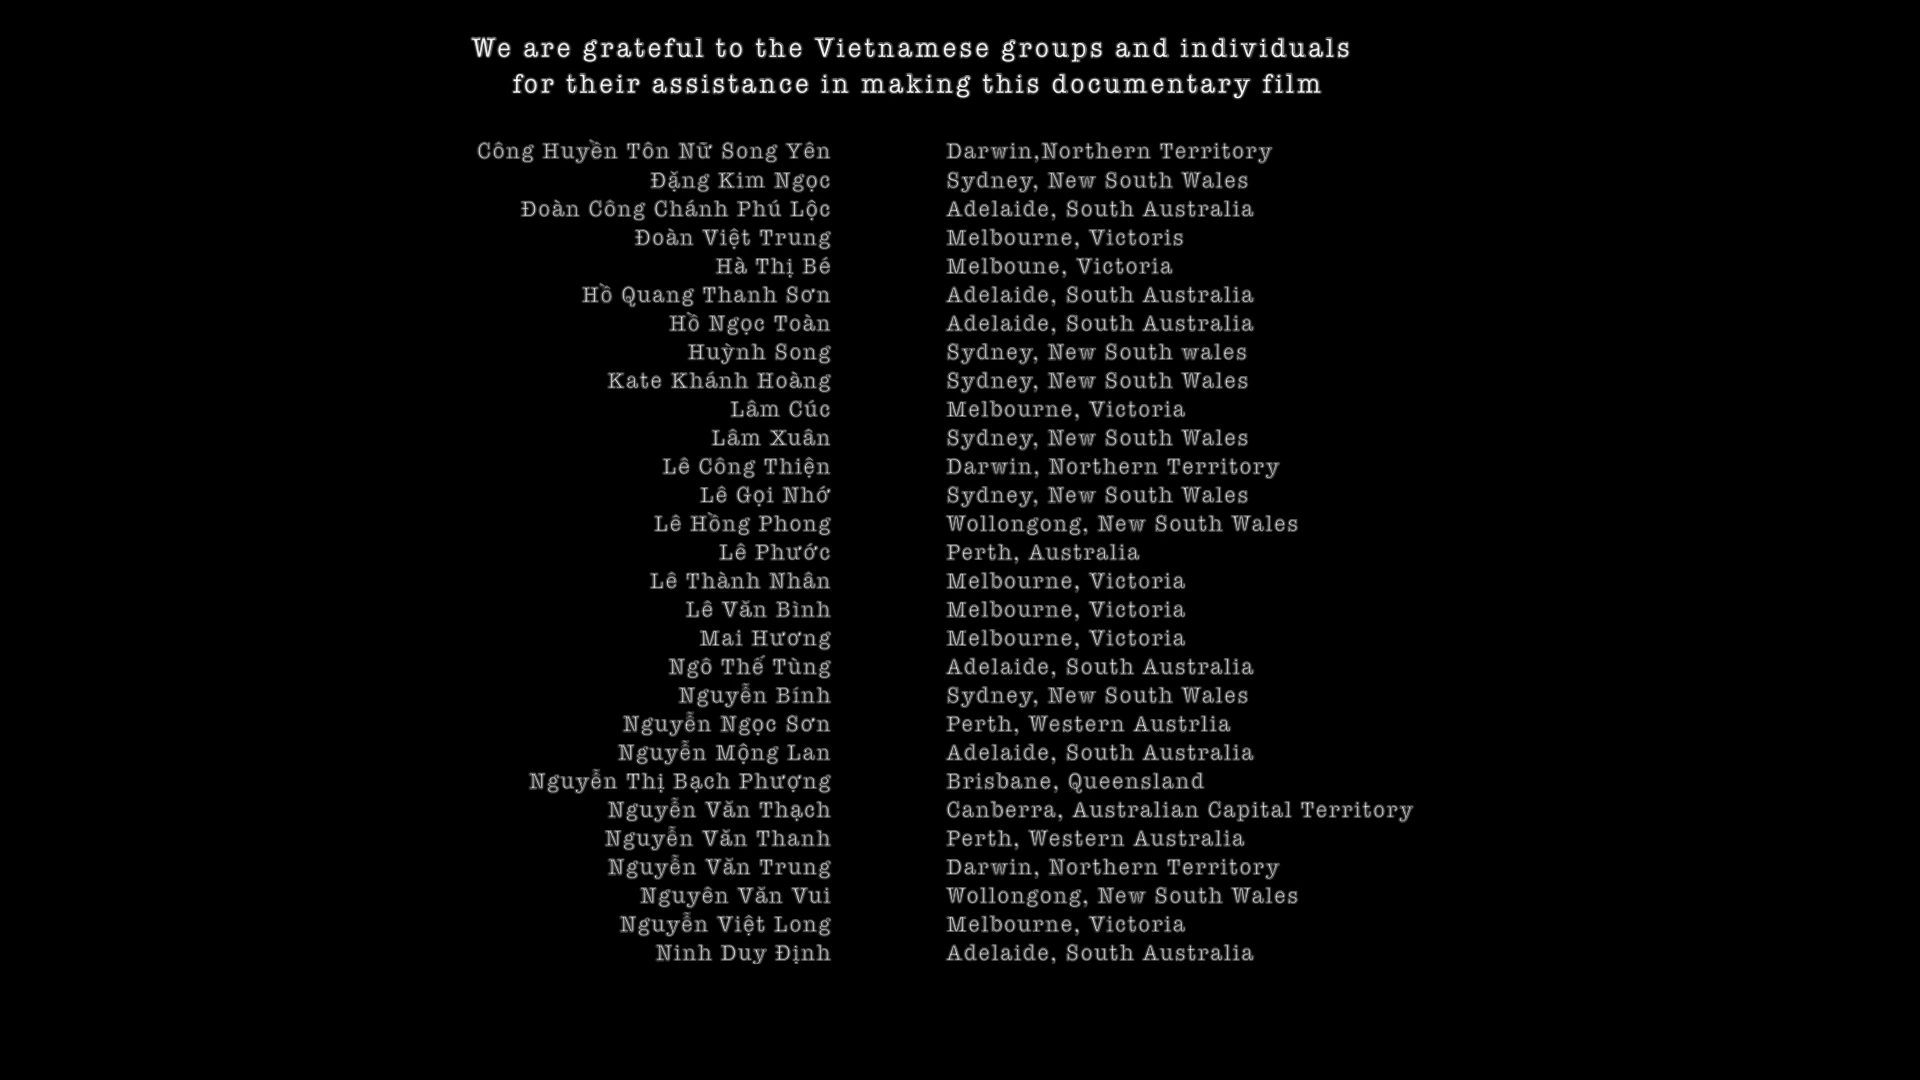 We are grateful to the Vietnamese groups and individuals
for their assistance in making this documentary film
Công Huyền Tôn Nữ Song Yên Darwin,Northern Territory
Đặng Kim Ngọc Sydney, New South Wales
Đoàn Công Chánh Phú Lộc Adelaide, South Australia
Đoàn Việt Trung Melbourne, Victoris
Hà Thị Bé Melboune, Victoria
Hồ Quang Thanh Sơn Adelaide, South Australia
Hồ Ngọc Toàn Adelaide, South Australia
Huỳnh Song Sydney, New South wales
Kate Khánh Hoàng Sydney, New South Wales
Lâm Cúc Melbourne, Victoria
Lâm Xuân Sydney, New South Wales
Lê Công Thiện Darwin, Northern Territory
Lê Gọi Nhớ Sydney, New South Wales
Lê Hồng Phong Wollongong, New South Wales
Lê Phước Perth, Australia
Lê Thành Nhân Melbourne, Victoria
Lê Văn Bình Melbourne, Victoria
Mai Hương Melbourne, Victoria
Ngô Thế Tùng Adelaide, South Australia
Nguyễn Bính Sydney, New South Wales
Nguyễn Ngọc Sơn Perth, Western Austrlia
Nguyễn Mộng Lan Adelaide, South Australia
Nguyễn Thị Bạch Phượng Brisbane, Queensland
Nguyễn Văn Thạch Canberra, Australian Capital Territory
Nguyễn Văn Thanh Perth, Western Australia
Nguyễn Văn Trung Darwin, Northern Territory
Nguyên Văn Vui Wollongong, New South Wales
Nguyễn Việt Long Melbourne, Victoria
Ninh Duy Định Adelaide, South Australia